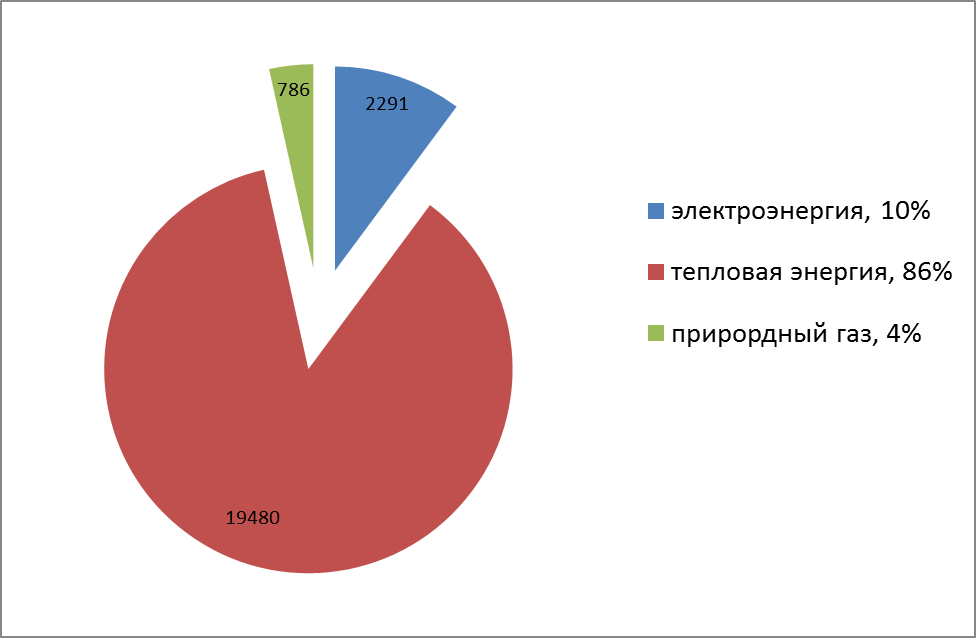 786
2291
19480
электроэнергия, 10%
тепловая энергия, 86%
прирордный газ, 4%